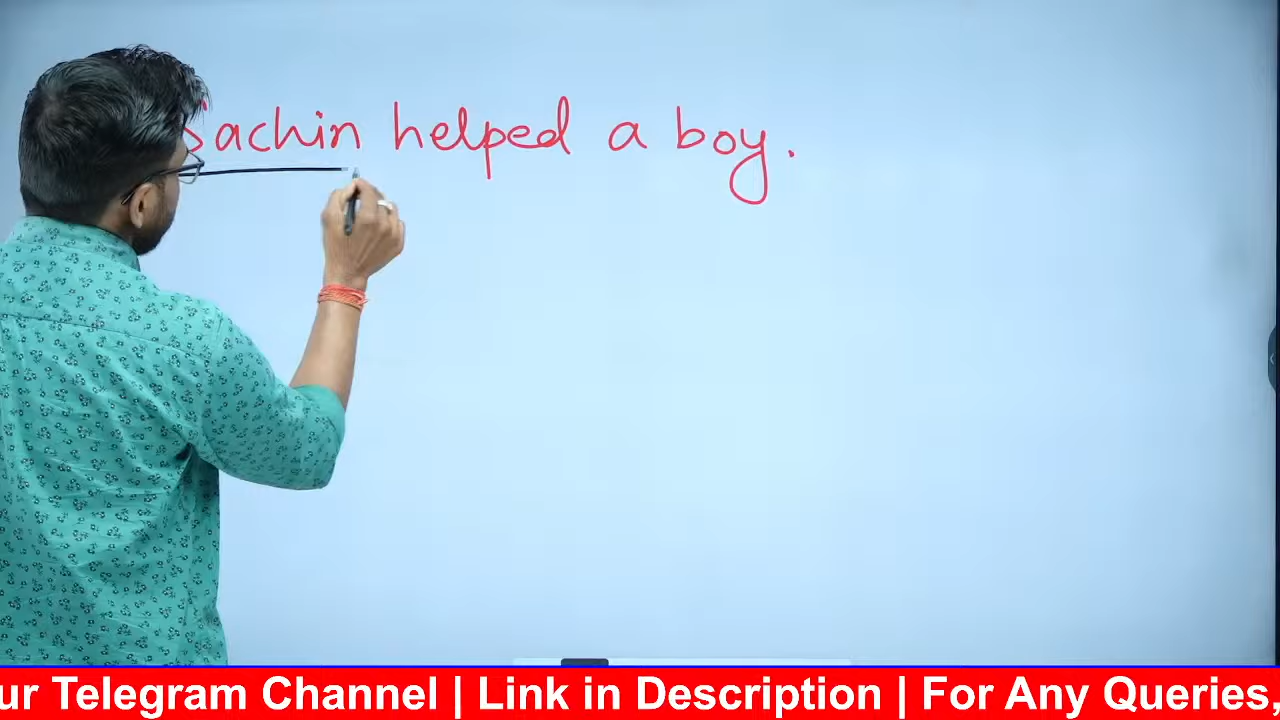 Sachin helped a boy.
ur Telegram Channel | Link in Description | For Any Queries,